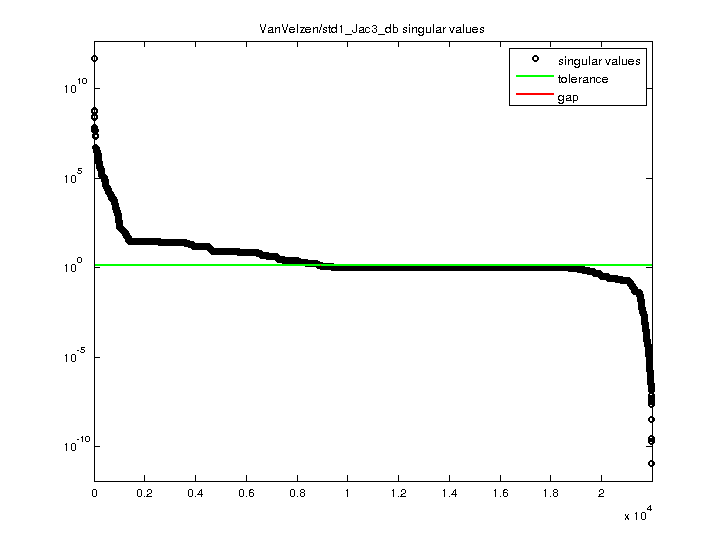 VanVelzen/std1_Jac3_db singular values
singular values
tolerance
gap
10^10
10^5
10^0
10^-5
10^-10
0 0.2 0.4 0.6 0.8 1 1.2 1.4 1.6 1.8 2
x 10^4